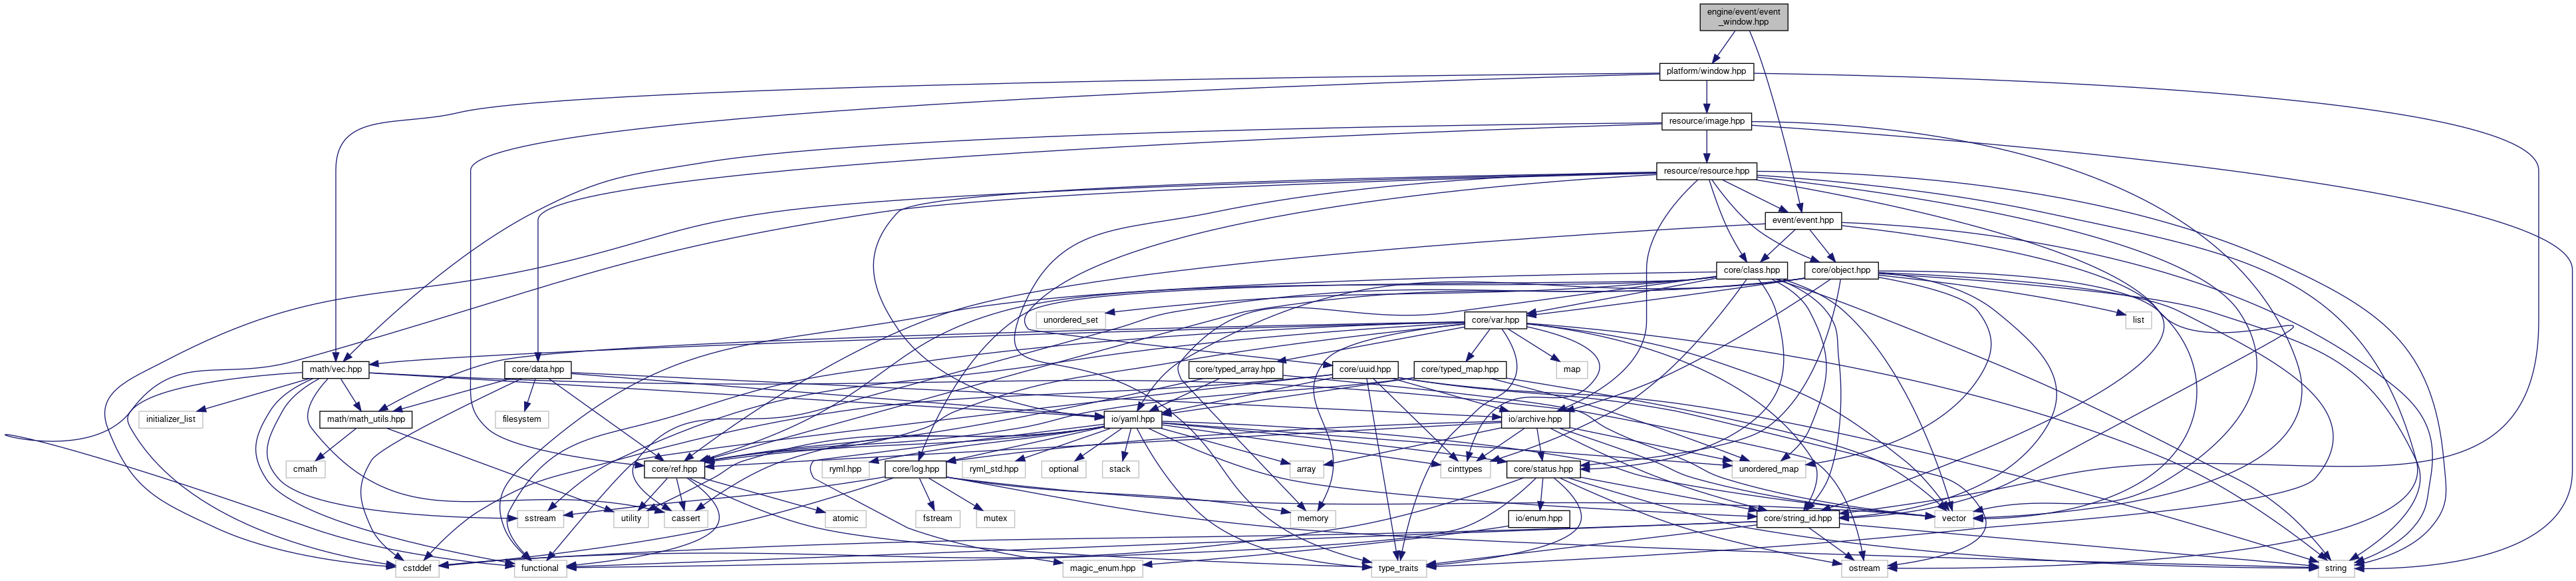 engine/event/event
_window.hpp
platform/window.hpp
resource/image.hpp
resource/resource.hpp
event/event.hpp
core/class.hpp
core/object.hpp
unordered_set
core/var.hpp
list
math/vec.hpp
core/data.hpp
core/typed_array.hpp
core/uuid.hpp
core/typed_map.hpp
map
initializer_list
math/math_utils.hpp
filesystem
io/yaml.hpp
io/archive.hpp
cmath
core/ref.hpp
ryml.hpp
core/log.hpp
ryml_std.hpp
optional
stack
array
cinttypes
core/status.hpp
unordered_map
sstream
utility
cassert
atomic
fstream
mutex
memory
io/enum.hpp
core/string_id.hpp
vector
cstddef
functional
magic_enum.hpp
type_traits
ostream
string